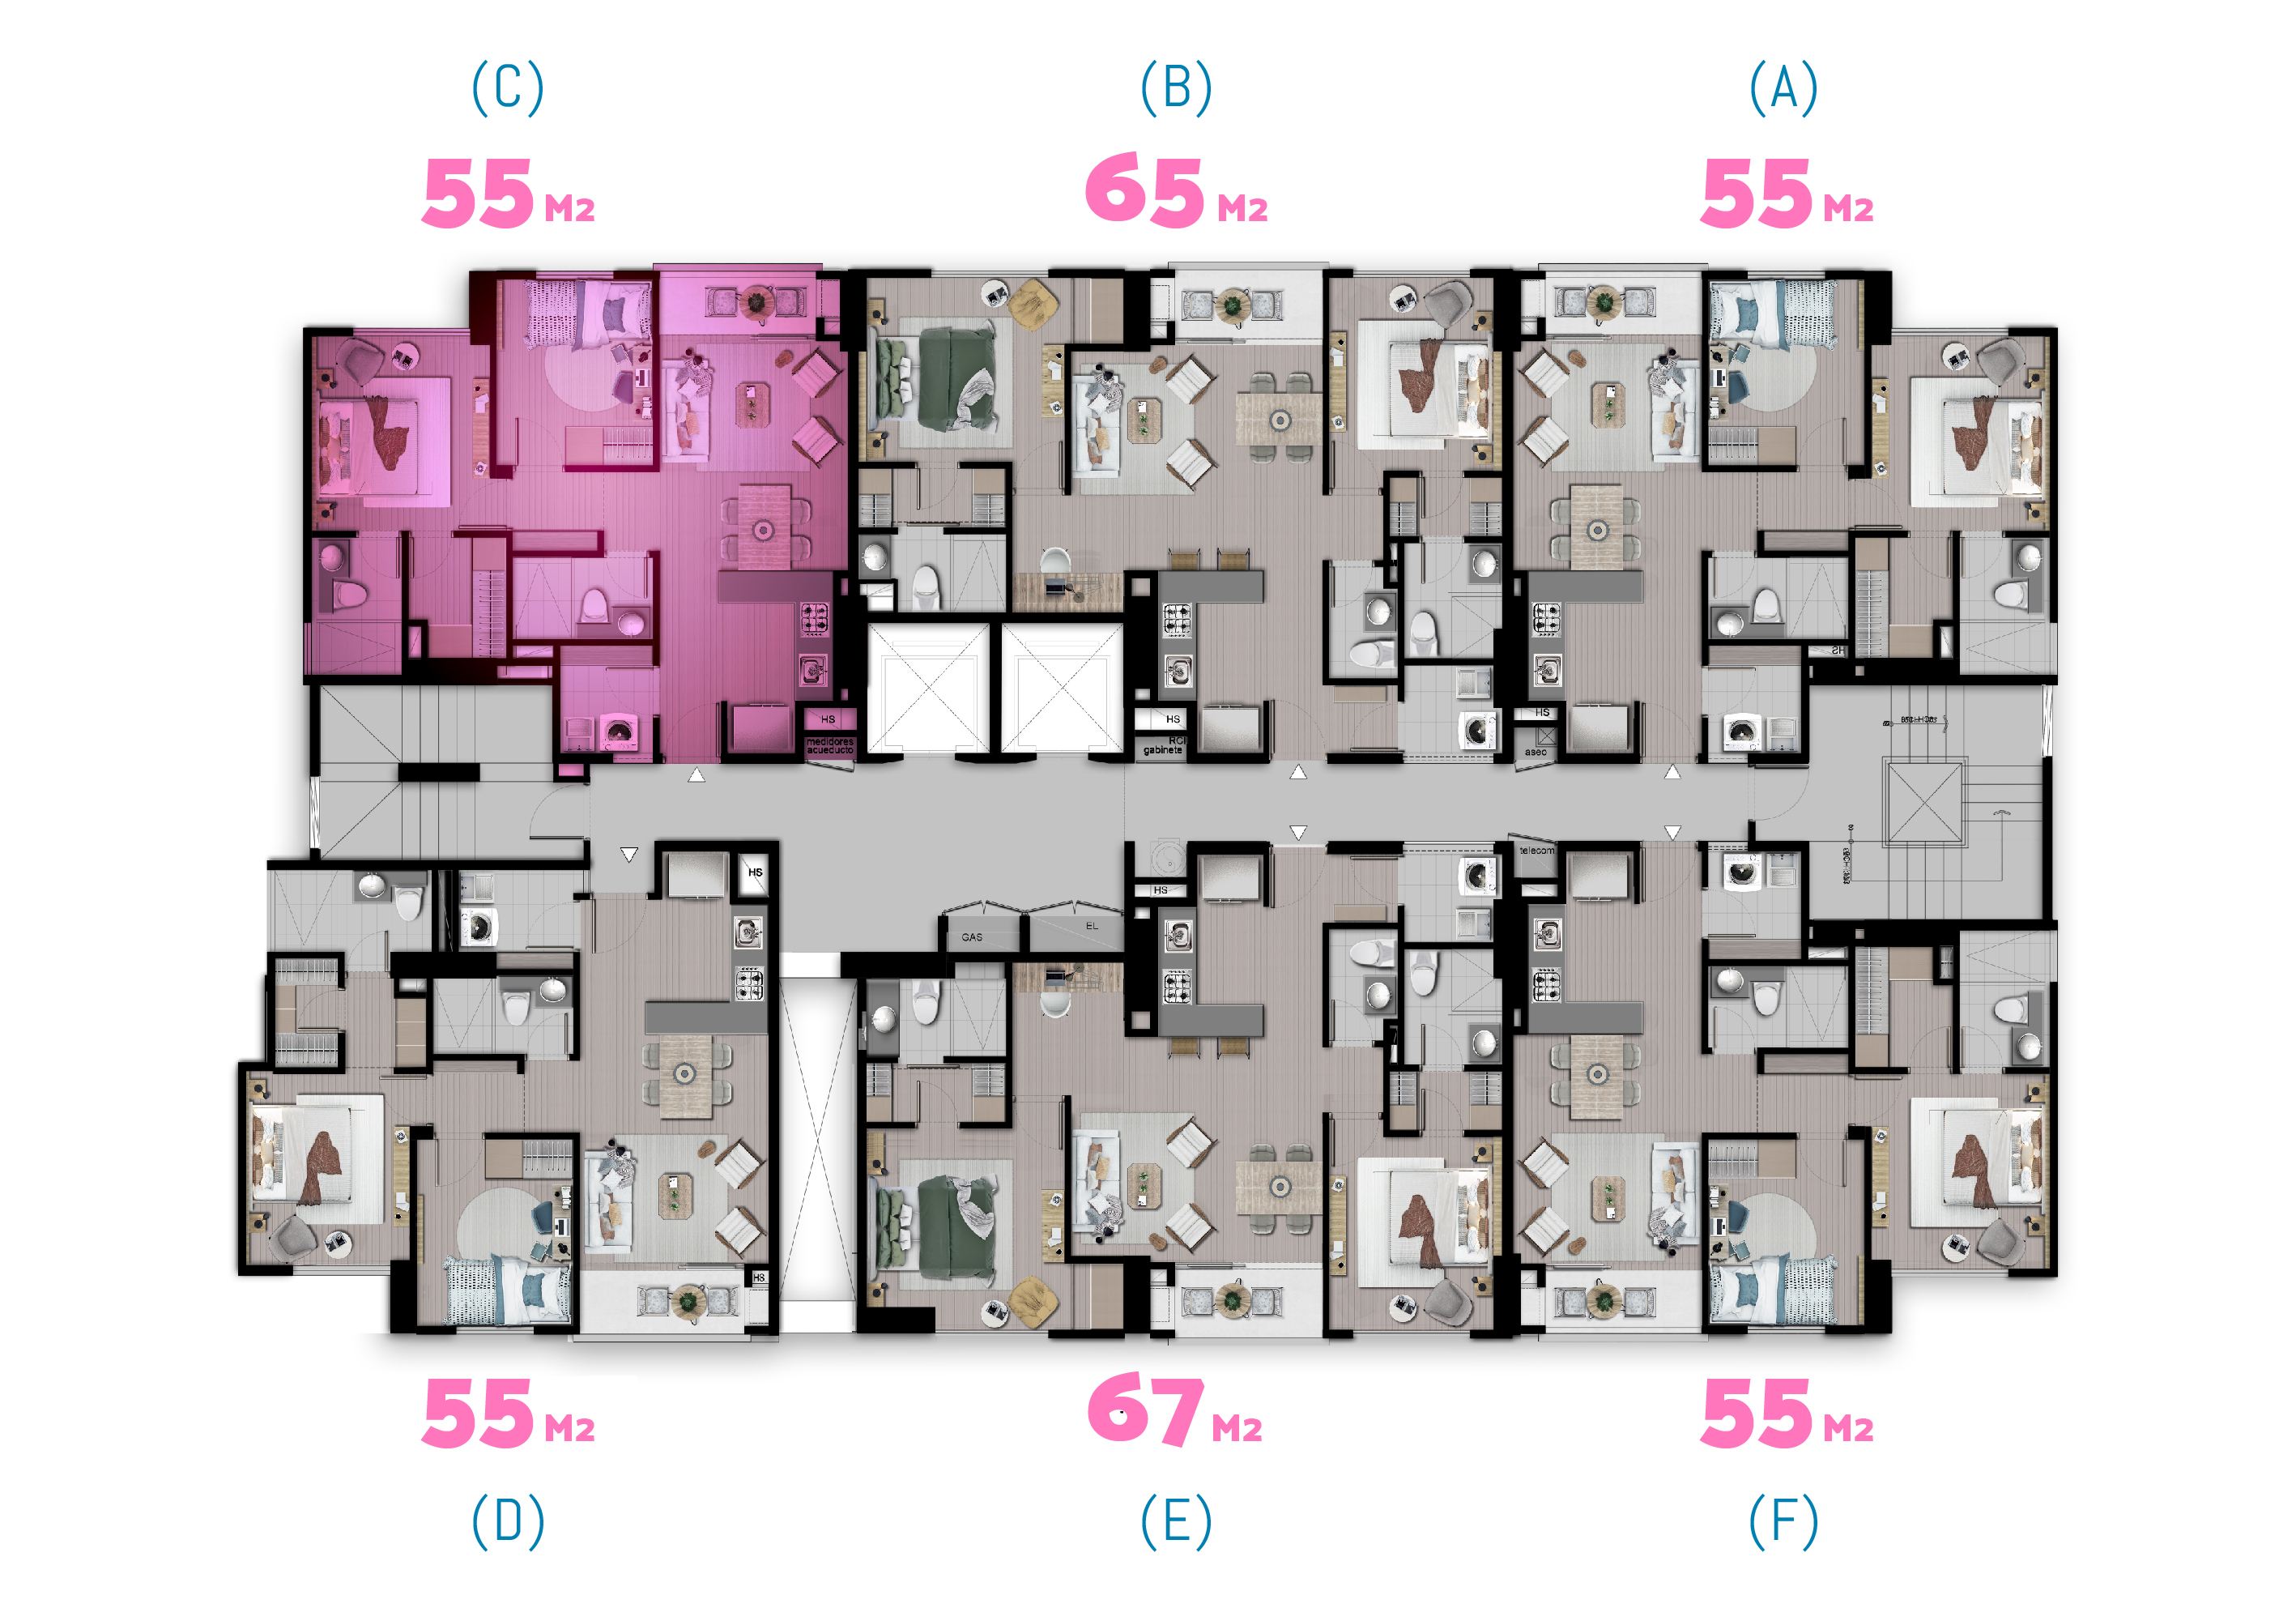 (C)
(B)
(A)
55 M2
65 M2
55 M2
HS
medidores
acueducto
HS
RCI
gabinete
HS
HS
aseo
telecom
HS
HS
GAS
EL
HS
55 M2
67 M2
55 M2
(D)
(E)
(F)